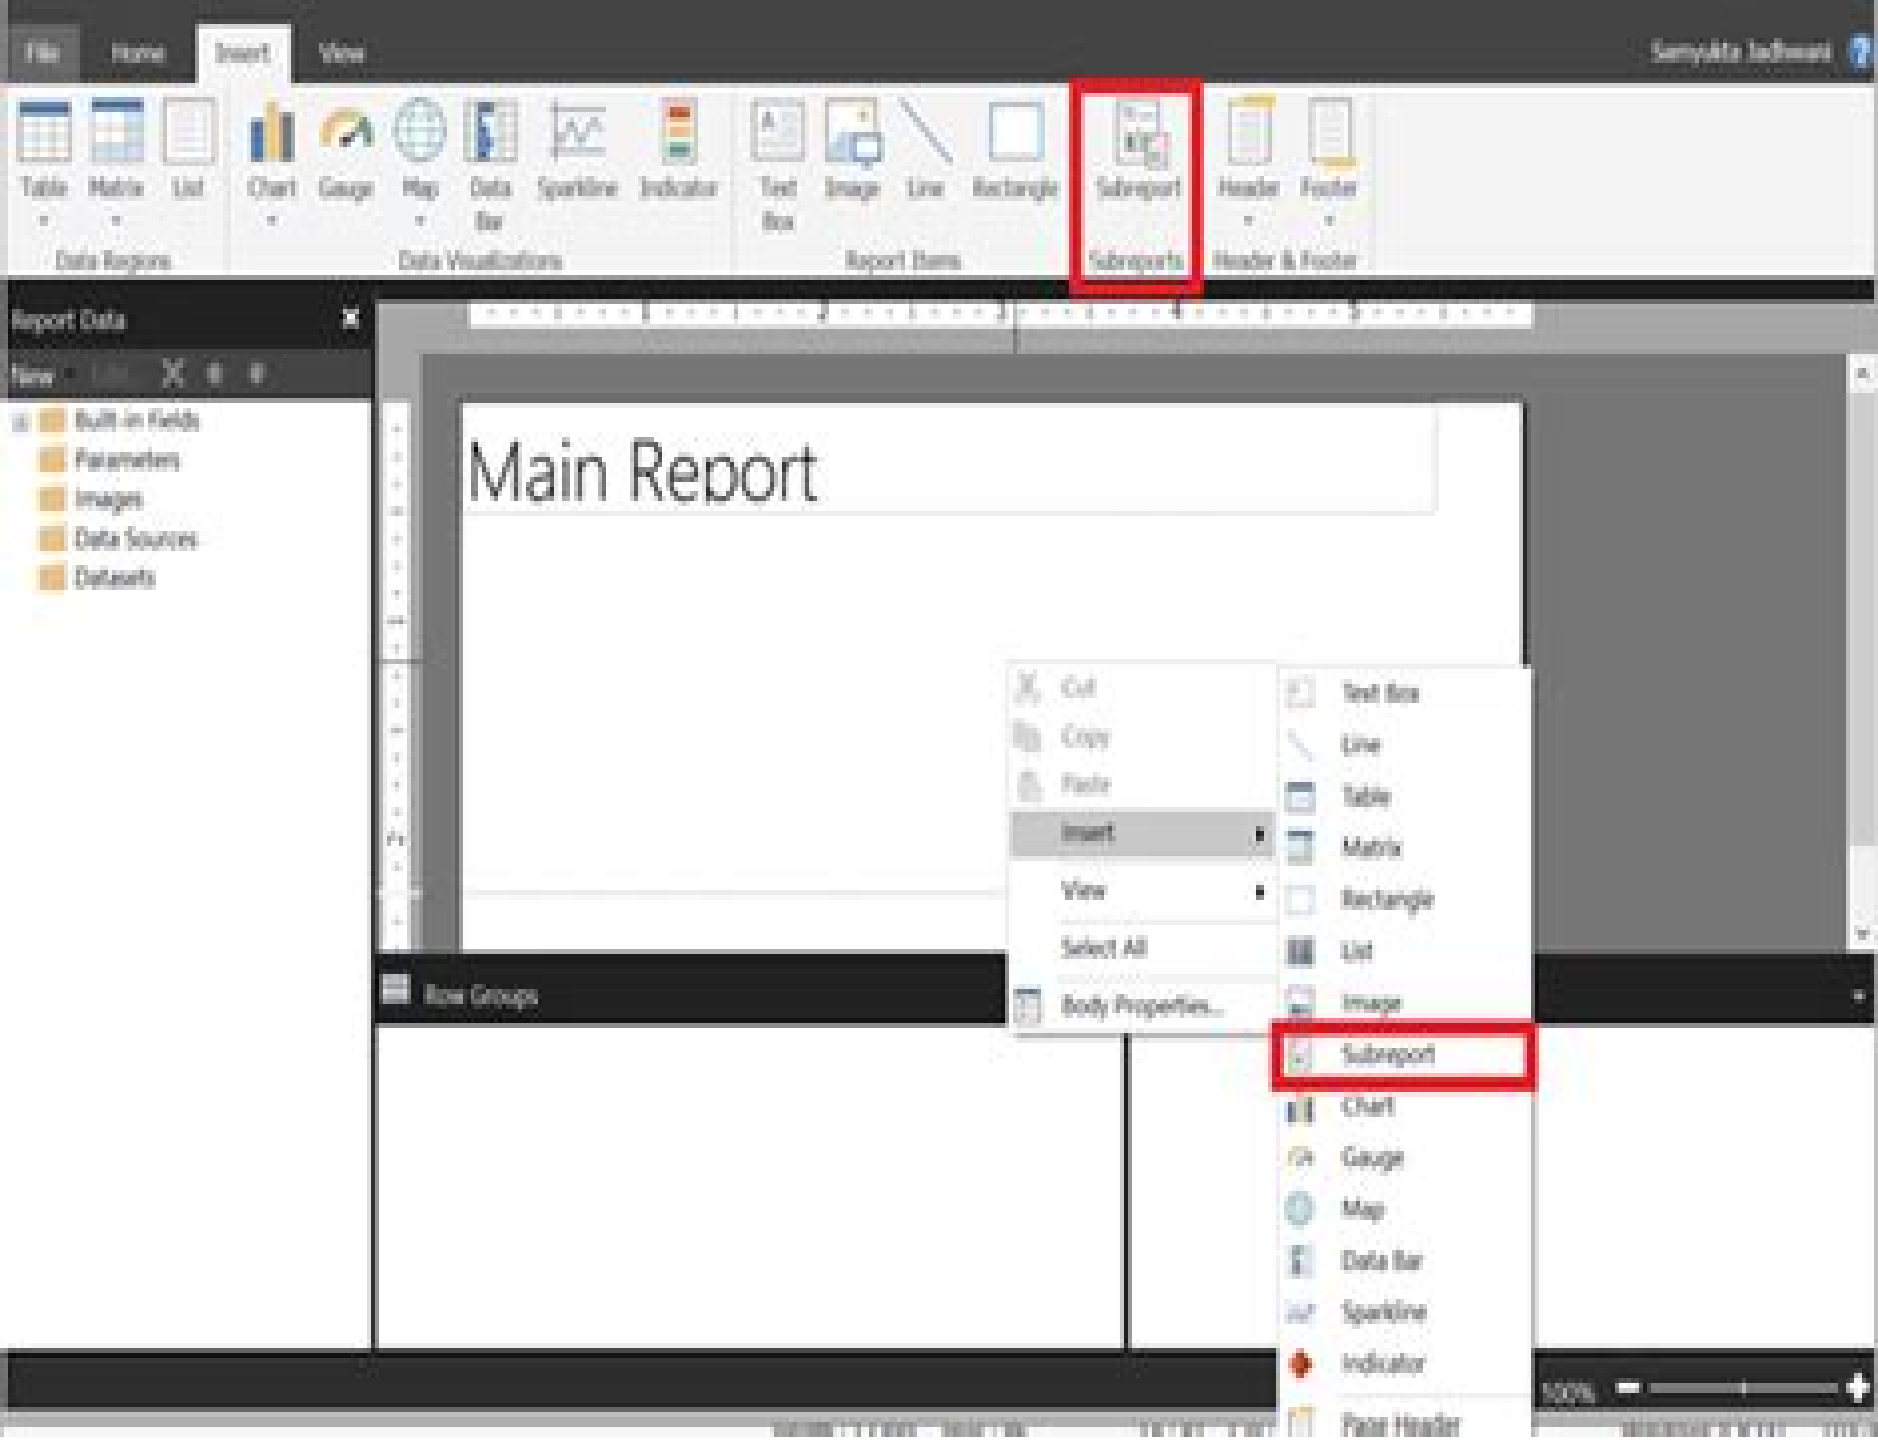 File Home Insert View
Samyukta Jadhwani
Table Matrix List Chart Gauge Map Data Bar Sparkline Indicator Text Box Image Line Rectangle Subreport Header Footer
Data Regions Data Visualizations Report Items Subreports Header & Footer
Report Data
New
Built-in Fields
Parameters
Images
Data Sources
Datasets
Main Report
Cut
Copy
Paste
Insert
View
Select All
Body Properties...
Text Box
Line
Table
Matrix
Rectangle
List
Image
Subreport
Chart
Gauge
Map
Data Bar
Sparkline
Indicator
Page Header
Row Groups
100%